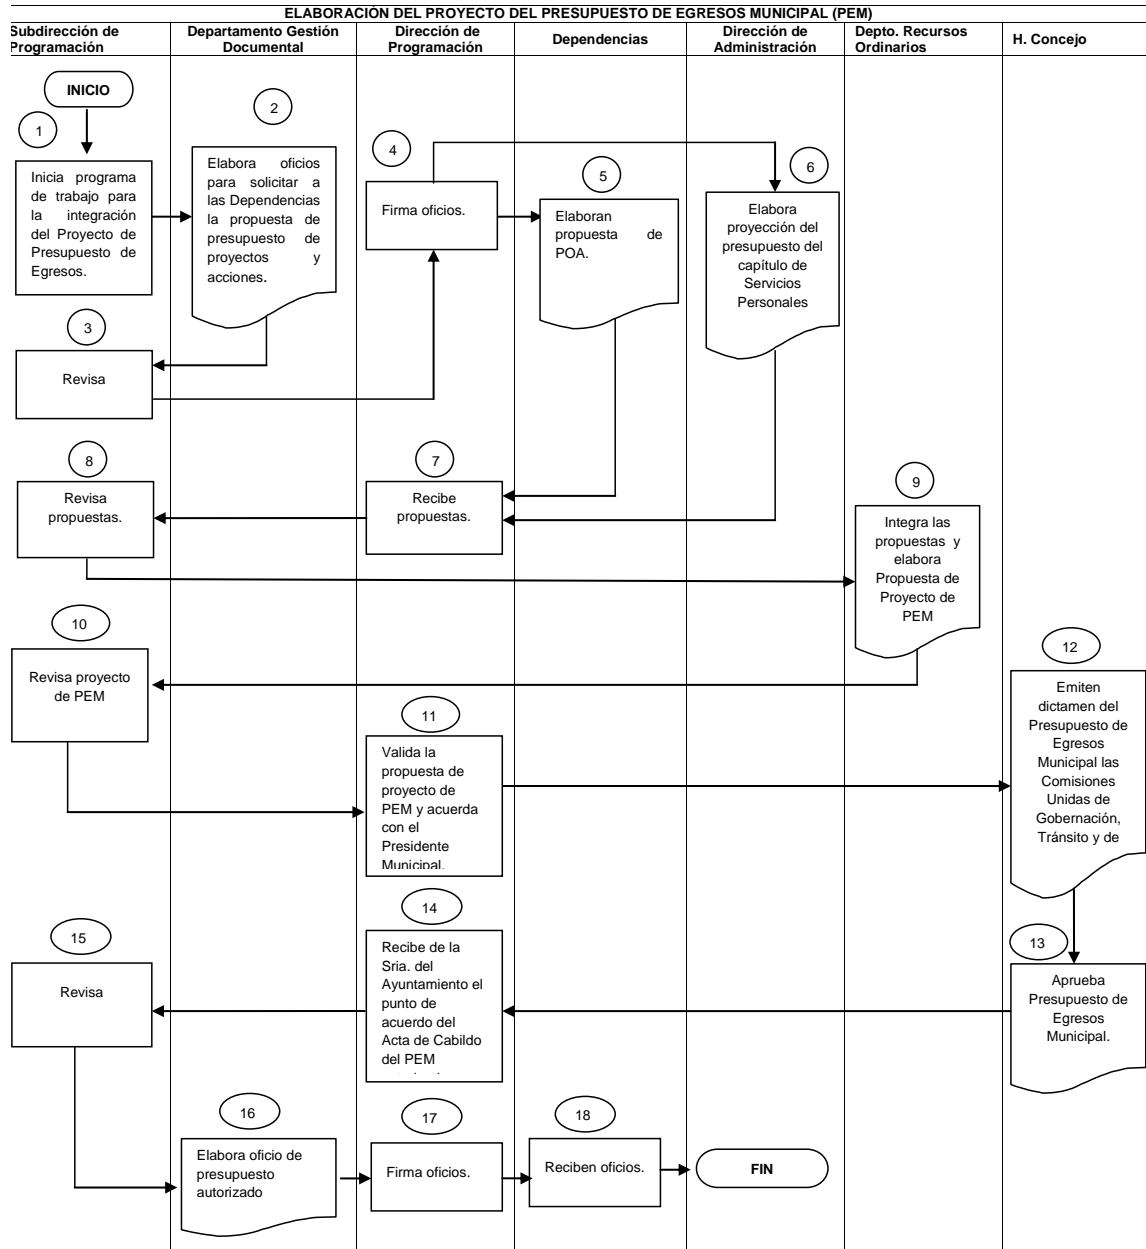 ELABORACIÓN DEL PROYECTO DEL PRESUPUESTO DE EGRESOS MUNICIPAL (PEM)
Subdirección de
Programación
Departamento Gestión
Documental
Dirección de
Programación
Dependencias
Dirección de
Administración
Depto. Recursos
Ordinarios
H. Concejo
INICIO
1
Inicia programa
de trabajo para
la integración
del Proyecto de
Presupuesto de
Egresos.
2
Elabora oficios
para solicitar a
las Dependencias
la propuesta de
presupuesto de
proyectos y
acciones.
3
Revisa
4
Firma oficios.
5
Elaboran
propuesta de
POA.
6
Elabora
proyección del
presupuesto del
capítulo de
Servicios
Personales
8
Revisa
propuestas.
7
Recibe
propuestas.
9
Integra las
propuestas y
elabora
Propuesta de
Proyecto de
PEM
10
Revisa proyecto
de PEM
11
Valida la
propuesta de
proyecto de
PEM y acuerda
con el
Presidente
Municipal.
12
Emiten
dictamen del
Presupuesto de
Egresos
Municipal las
Comisiones
Unidas de
Gobernación,
Tránsito y de
13
Aprueba
Presupuesto de
Egresos
Municipal.
14
Recibe de la
Sria. del
Ayuntamiento el
punto de
acuerdo del
Acta de Cabildo
del PEM
15
Revisa
16
Elabora oficio de
presupuesto
autorizado
17
Firma oficios.
18
Reciben oficios.
FIN